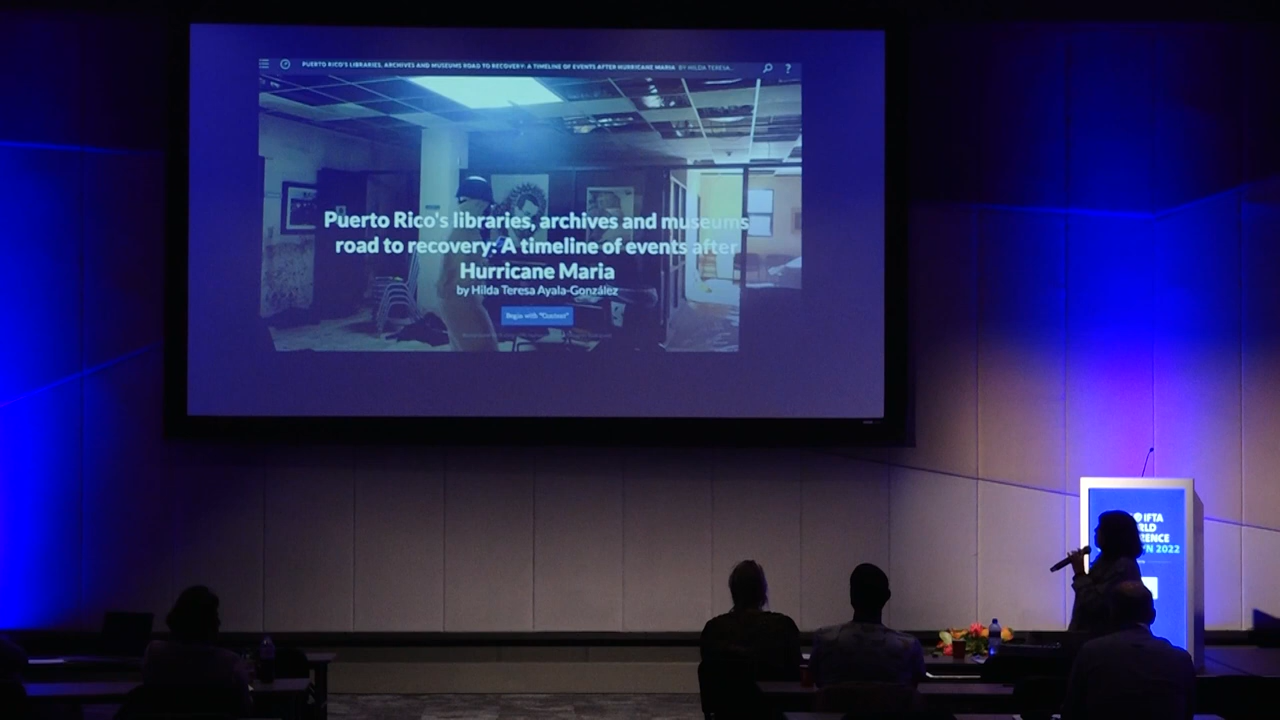 PUERTO RICO'S LIBRARIES, ARCHIVES AND MUSEUMS ROAD TO RECOVERY: A TIMELINE OF EVENTS AFTER HURRICANE MARIA BY HILDA TERESA...
Puerto Rico's libraries, archives and museums
road to recovery: A timeline of events after
Hurricane Maria
by Hilda Teresa Ayala-González
Begin with "Context"
IFTA
RLD
RENCE
N 2022